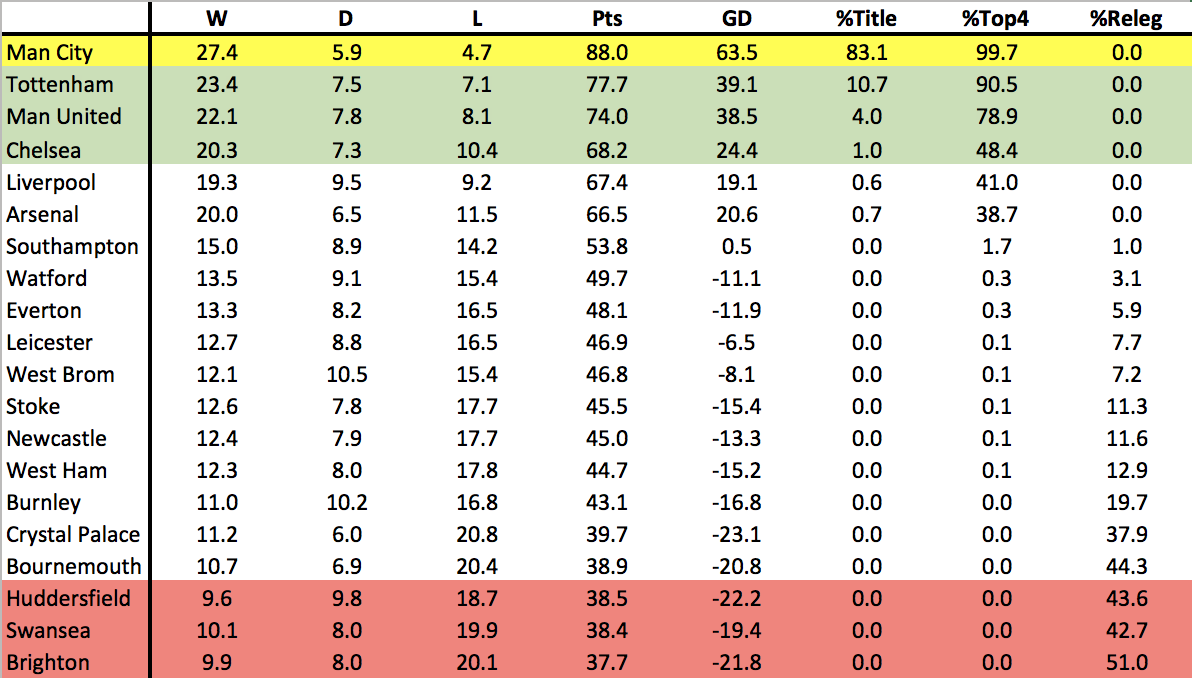 W D L Pts GD %Title %Top4 %Releg
Man City 27.4 5.9 4.7 88.0 63.5 83.1 99.7 0.0
Tottenham 23.4 7.5 7.1 77.7 39.1 10.7 90.5 0.0
Man United 22.1 7.8 8.1 74.0 38.5 4.0 78.9 0.0
Chelsea 20.3 7.3 10.4 68.2 24.4 1.0 48.4 0.0
Liverpool 19.3 9.5 9.2 67.4 19.1 0.6 41.0 0.0
Arsenal 20.0 6.5 11.5 66.5 20.6 0.7 38.7 0.0
Southampton 15.0 8.9 14.2 53.8 0.5 0.0 1.7 1.0
Watford 13.5 9.1 15.4 49.7 -11.1 0.0 0.3 3.1
Everton 13.3 8.2 16.5 48.1 -11.9 0.0 0.3 5.9
Leicester 12.7 8.8 16.5 46.9 -6.5 0.0 0.1 7.7
West Brom 12.1 10.5 15.4 46.8 -8.1 0.0 0.1 7.2
Stoke 12.6 7.8 17.7 45.5 -15.4 0.0 0.1 11.3
Newcastle 12.4 7.9 17.7 45.0 -13.3 0.0 0.1 11.6
West Ham 12.3 8.0 17.8 44.7 -15.2 0.0 0.1 12.9
Burnley 11.0 10.2 16.8 43.1 -16.8 0.0 0.0 19.7
Crystal Palace 11.2 6.0 20.8 39.7 -23.1 0.0 0.0 37.9
Bournemouth 10.7 6.9 20.4 38.9 -20.8 0.0 0.0 44.3
Huddersfield 9.6 9.8 18.7 38.5 -22.2 0.0 0.0 43.6
Swansea 10.1 8.0 19.9 38.4 -19.4 0.0 0.0 42.7
Brighton 9.9 8.0 20.1 37.7 -21.8 0.0 0.0 51.0